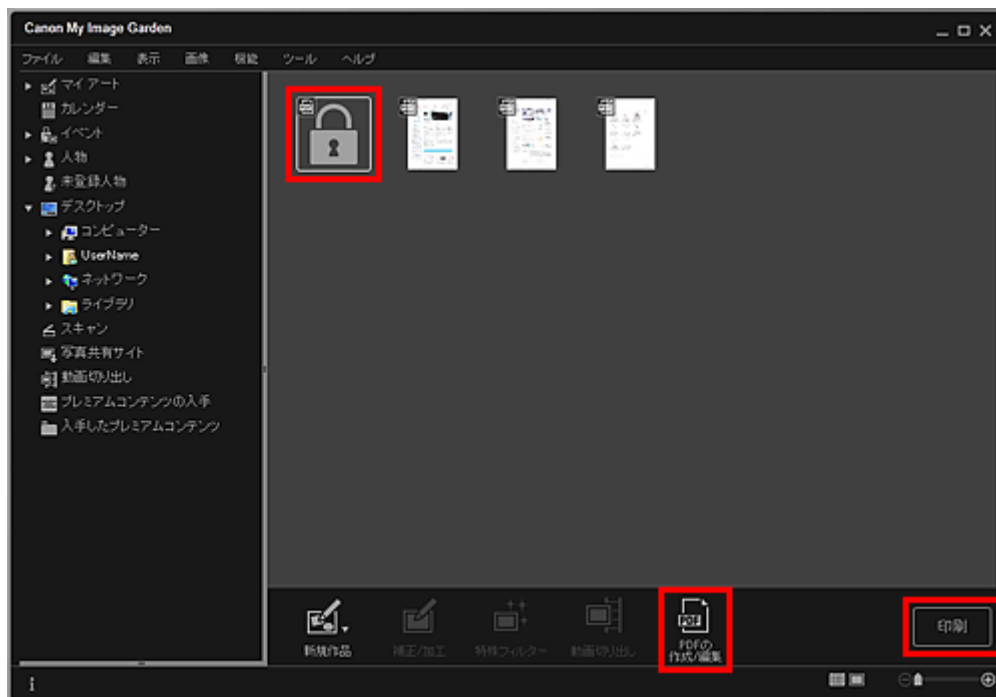 Canon My Image Garden
ファイル 編集 表示 画像 機能 ツール ヘルプ
マイ アート
カレンダー
イベント
人物
未登録人物
デスクトップ
コンピューター
UserName
ネットワーク
ライブラリ
スキャン
写真共有サイト
動画切り出し
プレミアムコンテンツの入手
入手したプレミアムコンテンツ
PDF
新規作品 補正/加工 特殊フィルター 動画切り出し PDFの
作成/編集
印刷